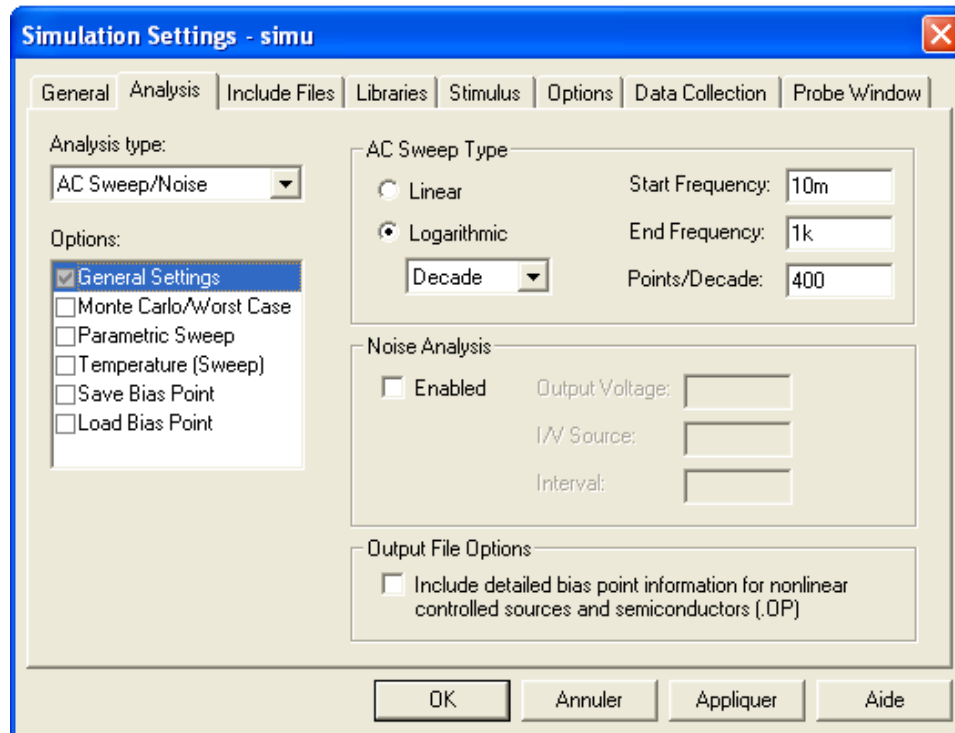 Simulation Settings - simu
General Analysis Include Files Libraries Stimulus Options Data Collection Probe Window
Analysis type:
AC Sweep/Noise
Options:
General Settings
Monte Carlo/Worst Case
Parametric Sweep
Temperature (Sweep)
Save Bias Point
Load Bias Point
AC Sweep Type
Linear
Logarithmic
Decade
Start Frequency: 10m
End Frequency: 1k
Points/Decade: 400
Noise Analysis
Enabled
Output Voltage:
I/V Source:
Interval:
Output File Options
Include detailed bias point information for nonlinear
controlled sources and semiconductors (.OP)
OK Annuler Appliquer Aide